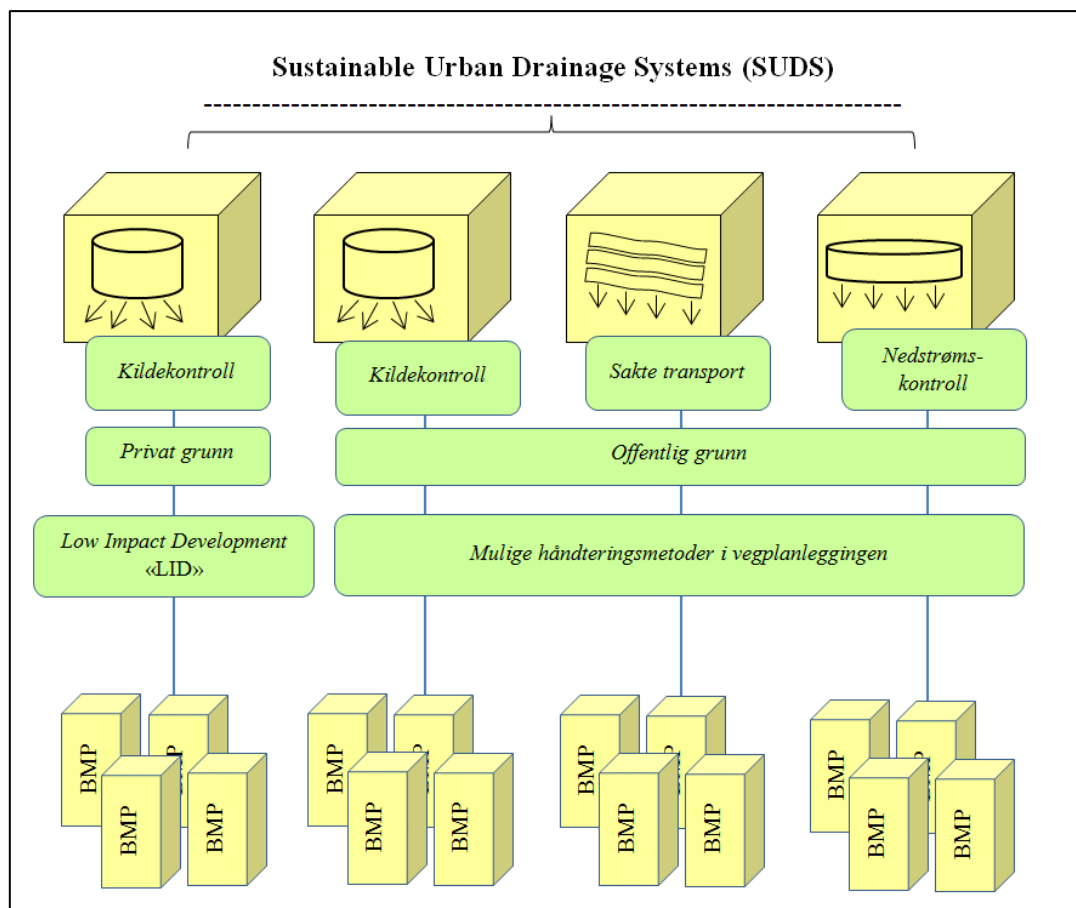 Sustainable Urban Drainage Systems (SUDS)
Kildekontroll
Kildekontroll
Sakte transport
Nedstrøms-
kontroll
Privat grunn
Offentlig grunn
Low Impact Development
«LID»
Mulige håndteringsmetoder i vegplanleggingen
BMP
BMP
BMP
BMP
BMP
BMP
BMP
BMP
BMP
BMP
BMP
BMP